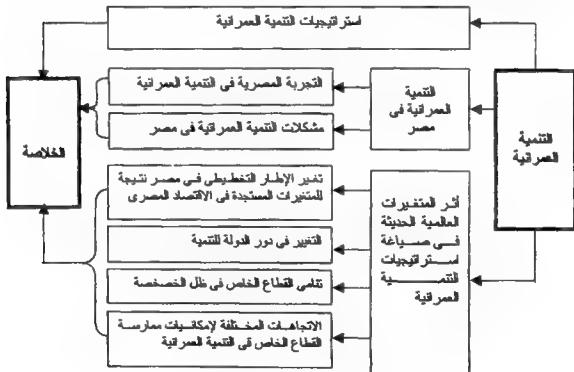 استراتيجيات التنمية العمرانية
التنمية
العمرانية
التنمية
العمرانية فى
مصر
التجربة المصرية فى التنمية العمرانية
مشكلات التنمية العمرانية فى مصر
أثر المتغيرات
العالمية الحديثة
فى صياغة
استراتيجيات
التنمية
العمرانية
تغير الإطار التخطيطى فى مصر نتيجة
للمتغيرات المستجدة فى الاقتصاد المصرى
التغير فى دور الدولة للتنمية
تنامى القطاع الخاص فى ظل الخصخصة
الاتجاهات المختلفة لإمكانيات ممارسة
القطاع الخاص فى التنمية العمرانية
الخلاصة